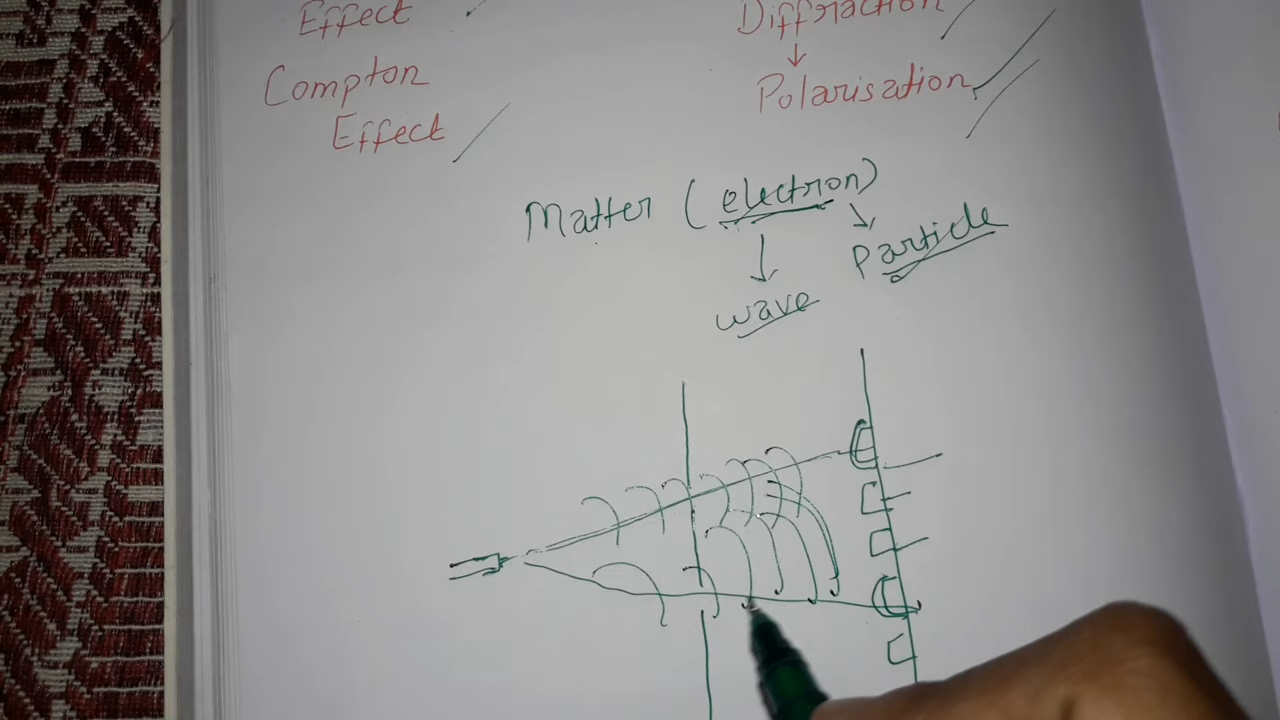 Effect
Compton
Effect
Diffraction
↓
Polarisation
Matter (electron)
Particle
wave